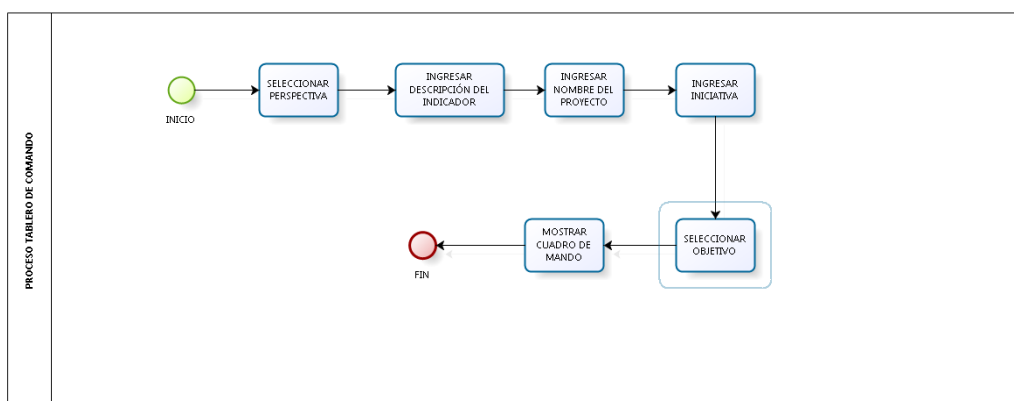 PROCESO TABLERO DE COMANDO
INICIO
SELECCIONAR
PERSPECTIVA
INGRESAR
DESCRIPCIÓN DEL
INDICADOR
INGRESAR
NOMBRE DEL
PROYECTO
INGRESAR
INICIATIVA
SELECCIONAR
OBJETIVO
MOSTRAR
CUADRO DE
MANDO
FIN